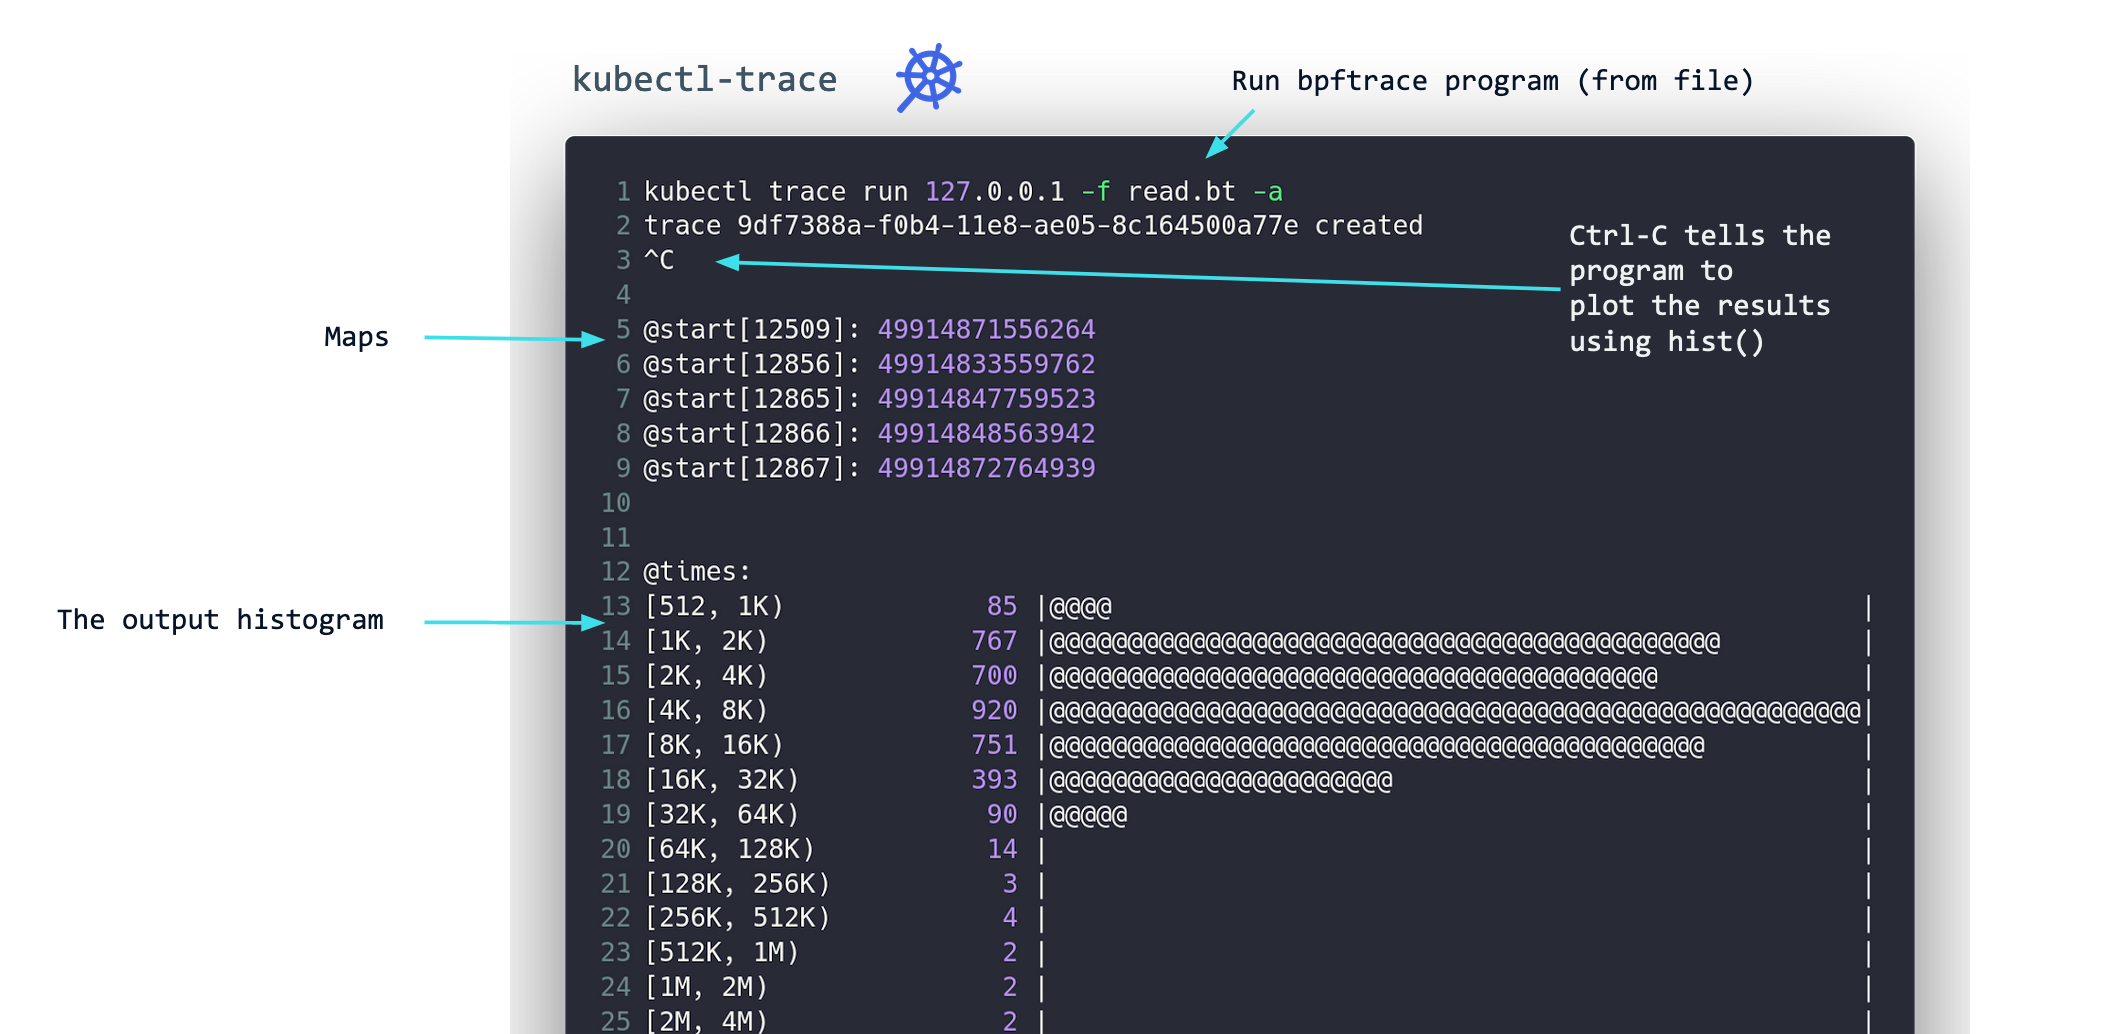 kubectl-trace
Run bpftrace program (from file)
1 kubectl trace run 127.0.0.1 -f read.bt -a
2 trace 9df7388a-f0b4-11e8-ae05-8c164500a77e created
3 ^C
Ctrl-C tells the
program to
plot the results
using hist()
4
Maps
5 @start[12509]: 49914871556264
6 @start[12856]: 49914833559762
7 @start[12865]: 49914847759523
8 @start[12866]: 49914848563942
9 @start[12867]: 49914872764939
10
11
12 @times:
The output histogram
13 [512, 1K) 85 |@@@@ |
14 [1K, 2K) 767 |@@@@@@@@@@@@@@@@@@@@@@@@@@@@@@@@@@@@@@@@@@@ |
15 [2K, 4K) 700 |@@@@@@@@@@@@@@@@@@@@@@@@@@@@@@@@@@@@@@@ |
16 [4K, 8K) 920 |@@@@@@@@@@@@@@@@@@@@@@@@@@@@@@@@@@@@@@@@@@@@@@@@@@@@|
17 [8K, 16K) 751 |@@@@@@@@@@@@@@@@@@@@@@@@@@@@@@@@@@@@@@@@@@ |
18 [16K, 32K) 393 |@@@@@@@@@@@@@@@@@@@@@@ |
19 [32K, 64K) 90 |@@@@@ |
20 [64K, 128K) 14 | |
21 [128K, 256K) 3 | |
22 [256K, 512K) 4 | |
23 [512K, 1M) 2 | |
24 [1M, 2M) 2 | |
25 [2M, 4M) 2 | |